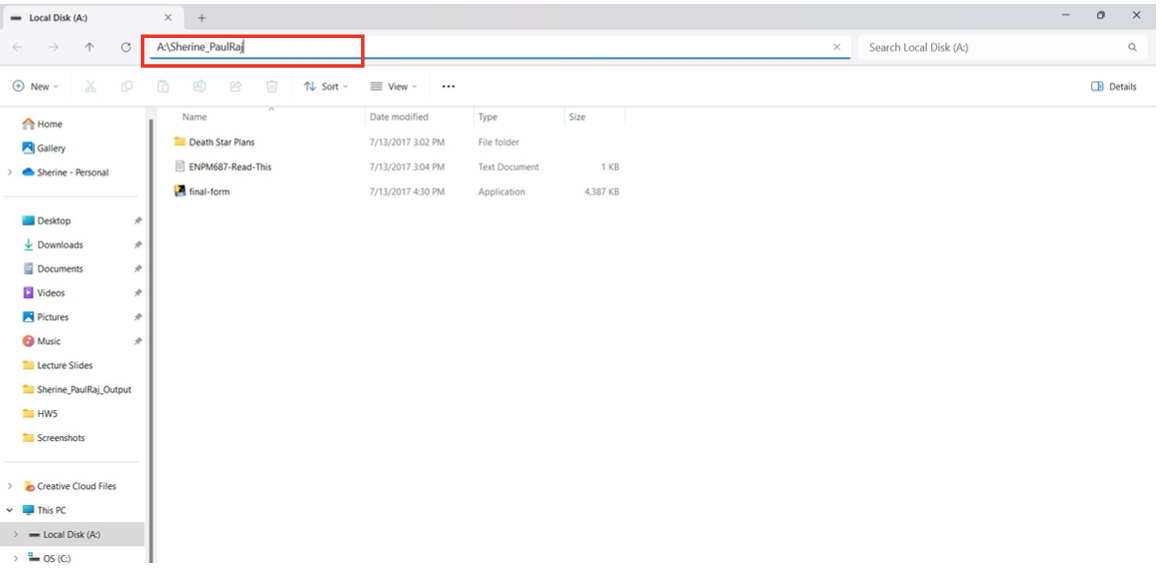 Local Disk (A:)
A:\Sherine_PaulRaj
Search Local Disk (A:)
New
Sort
View
Details
Name Date modified Type Size
Death Star Plans 7/13/2017 3:02 PM File folder
ENPM687-Read-This 7/13/2017 3:04 PM Text Document 1 KB
final-form 7/13/2017 4:30 PM Application 4,387 KB
Home
Gallery
Sherine - Personal
Desktop
Downloads
Documents
Videos
Pictures
Music
Lecture Slides
Sherine_PaulRaj_Output
HW5
Screenshots
Creative Cloud Files
This PC
Local Disk (A:)
OS (C:)